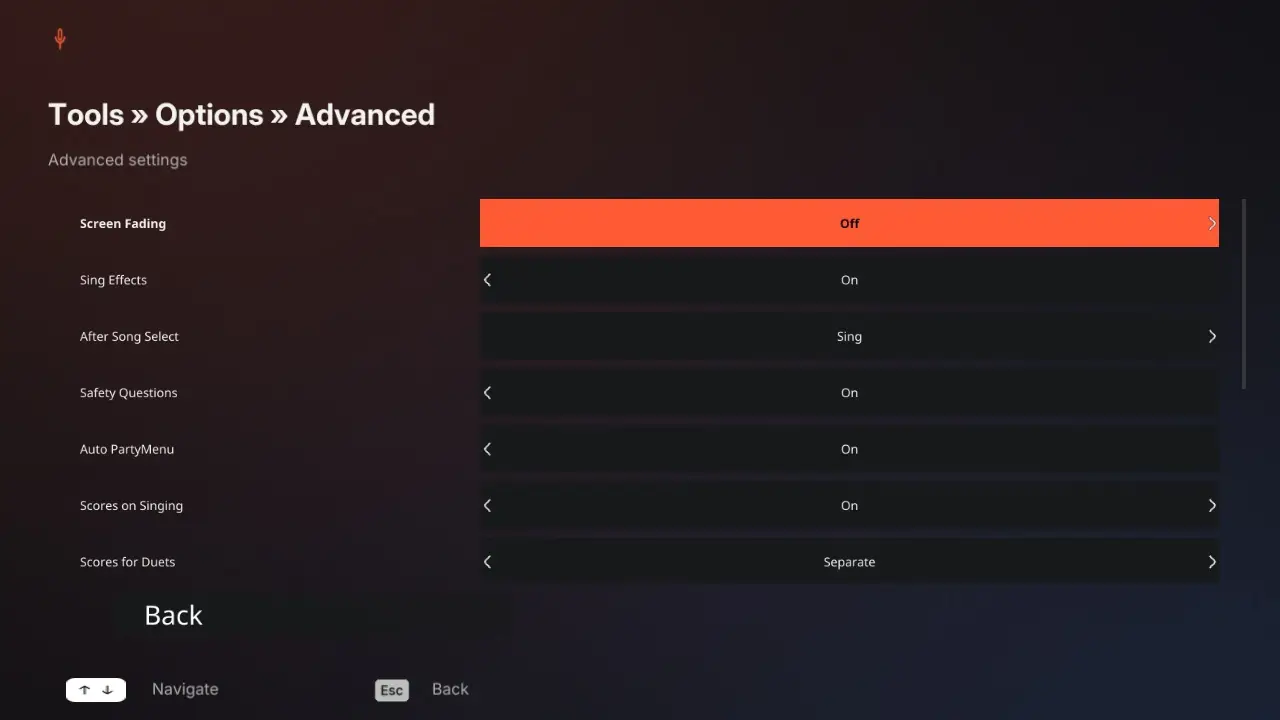 Tools » Options » Advanced
Advanced settings
Screen Fading Off
Sing Effects On
After Song Select Sing
Safety Questions On
Auto PartyMenu On
Scores on Singing On
Scores for Duets Separate
Back
↑ ↓ Navigate Esc Back